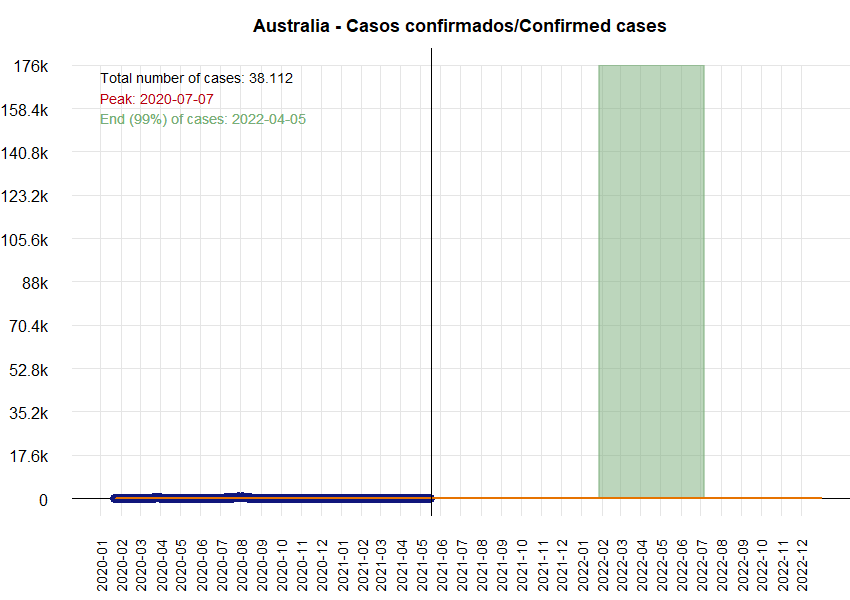 Australia - Casos confirmados/Confirmed cases
Total number of cases: 38.112
Peak: 2020-07-07
End (99%) of cases: 2022-04-05
176k
158.4k
140.8k
123.2k
105.6k
88k
70.4k
52.8k
35.2k
17.6k
0
2020-01
2020-02
2020-03
2020-04
2020-05
2020-06
2020-07
2020-08
2020-09
2020-10
2020-11
2020-12
2021-01
2021-02
2021-03
2021-04
2021-05
2021-06
2021-07
2021-08
2021-09
2021-10
2021-11
2021-12
2022-01
2022-02
2022-03
2022-04
2022-05
2022-06
2022-07
2022-08
2022-09
2022-10
2022-11
2022-12